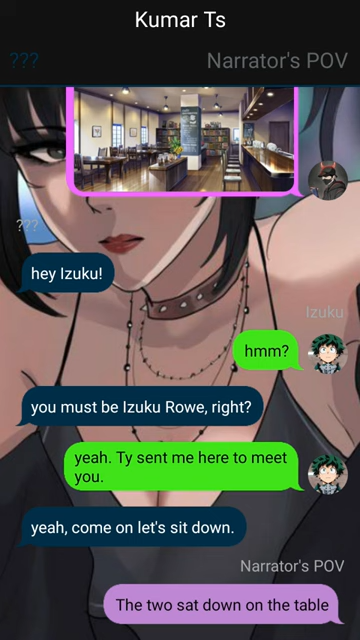 Kumar Ts
???
Narrator's POV
???
hey Izuku!
Izuku
hmm?
you must be Izuku Rowe, right?
yeah. Ty sent me here to meet
you.
yeah, come on let's sit down.
Narrator's POV
The two sat down on the table